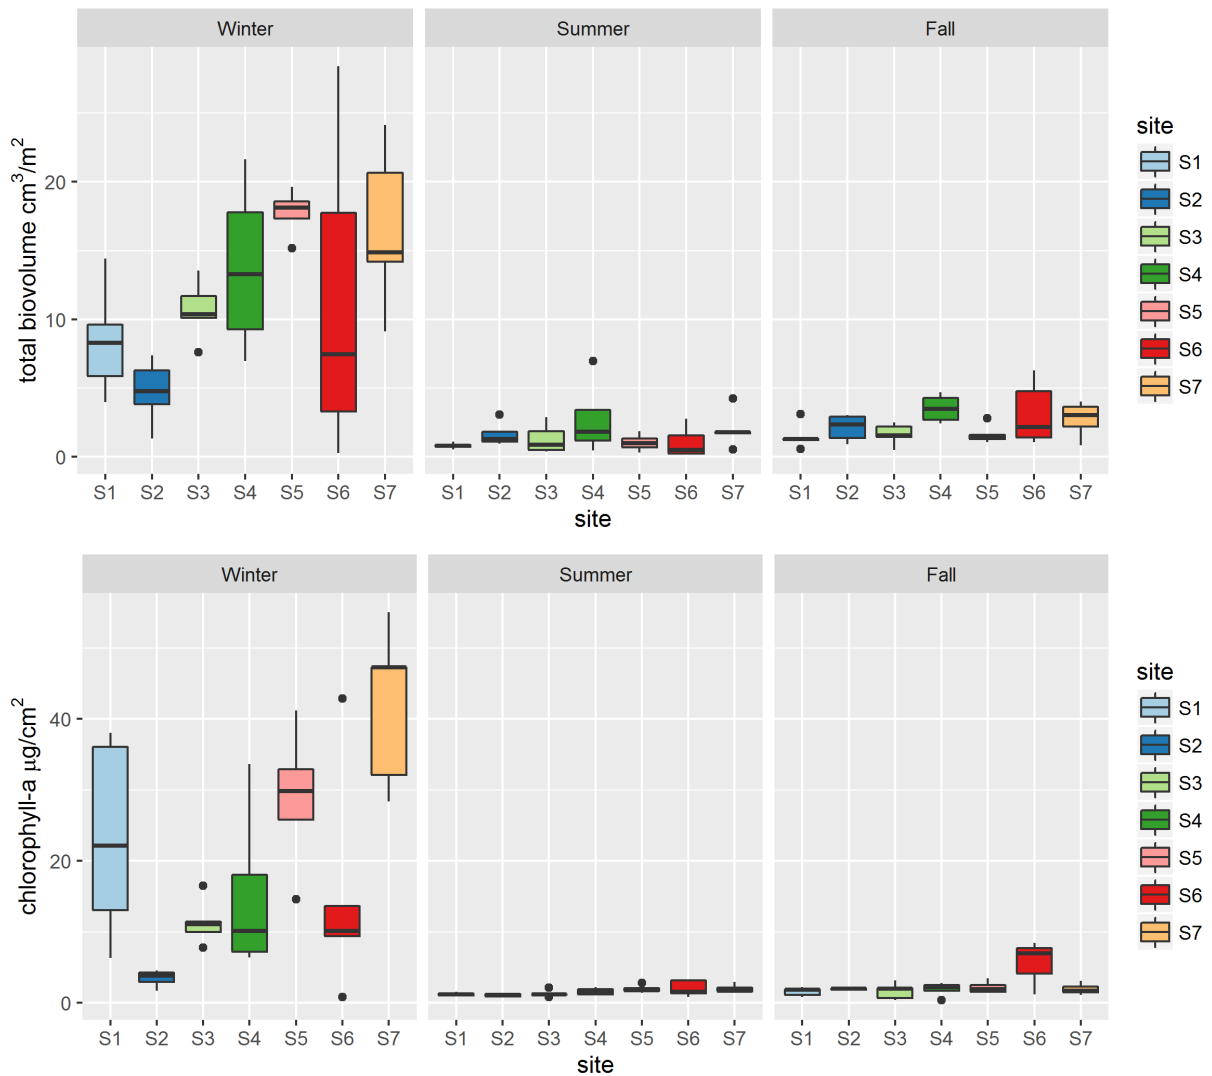 Winter Summer Fall
total biovolume cm³/m²
20
10
0
S1 S2 S3 S4 S5 S6 S7 S1 S2 S3 S4 S5 S6 S7 S1 S2 S3 S4 S5 S6 S7
site
site
S1
S2
S3
S4
S5
S6
S7
Winter Summer Fall
chlorophyll-a μg/cm²
40
20
0
S1 S2 S3 S4 S5 S6 S7 S1 S2 S3 S4 S5 S6 S7 S1 S2 S3 S4 S5 S6 S7
site
site
S1
S2
S3
S4
S5
S6
S7